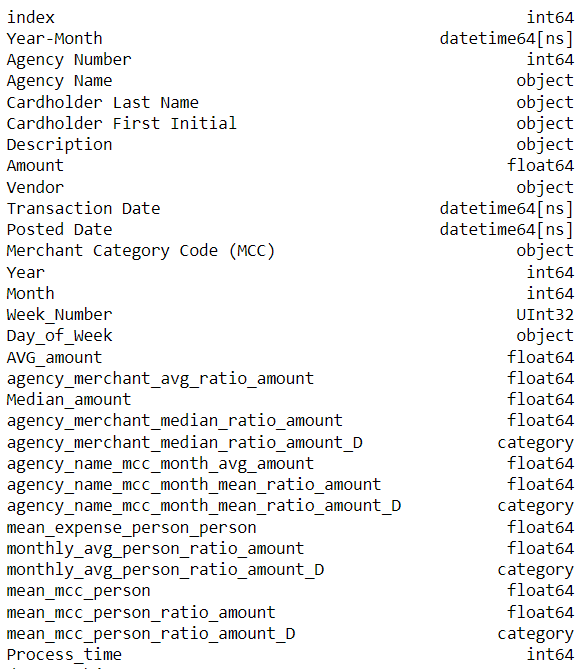 index int64
Year-Month datetime64[ns]
Agency Number int64
Agency Name object
Cardholder Last Name object
Cardholder First Initial object
Description object
Amount float64
Vendor object
Transaction Date datetime64[ns]
Posted Date datetime64[ns]
Merchant Category Code (MCC) object
Year int64
Month int64
Week_Number UInt32
Day_of_Week object
AVG_amount float64
agency_merchant_avg_ratio_amount float64
Median_amount float64
agency_merchant_median_ratio_amount float64
agency_merchant_median_ratio_amount_D category
agency_name_mcc_month_avg_amount float64
agency_name_mcc_month_mean_ratio_amount float64
agency_name_mcc_month_mean_ratio_amount_D category
mean_expense_person_person float64
monthly_avg_person_ratio_amount float64
monthly_avg_person_ratio_amount_D category
mean_mcc_person float64
mean_mcc_person_ratio_amount float64
mean_mcc_person_ratio_amount_D category
Process_time int64